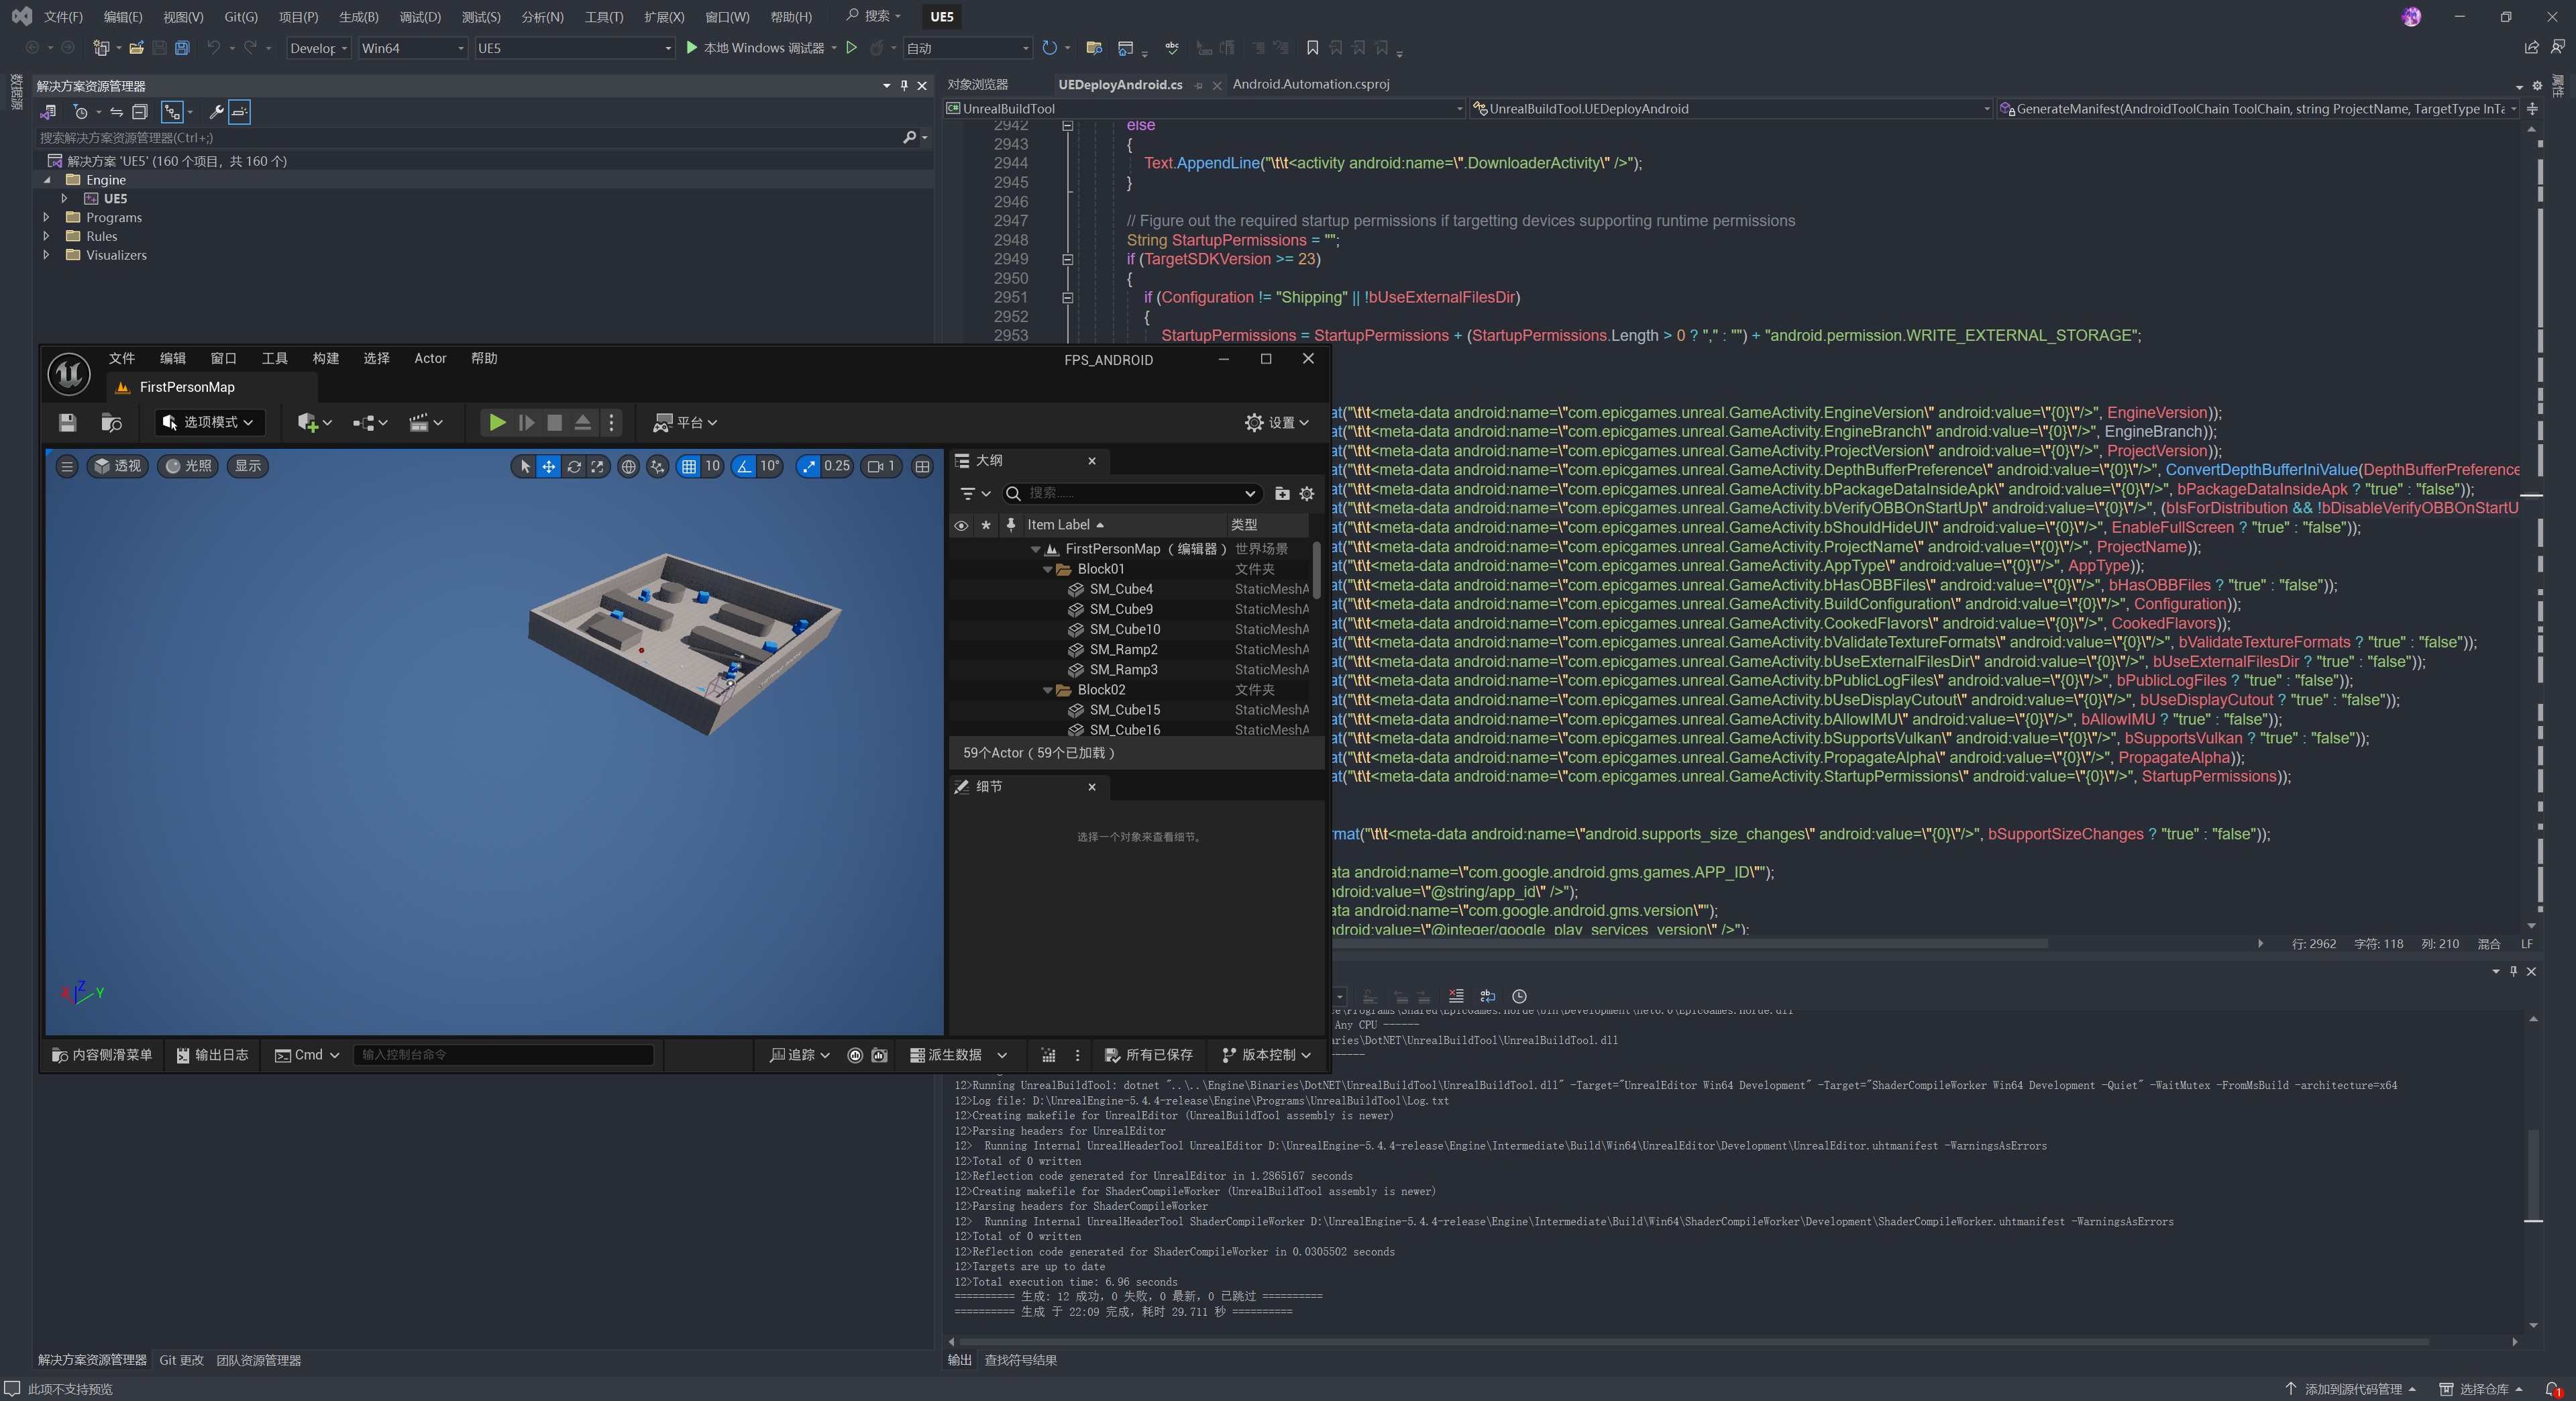 文件(F) 编辑(E) 视图(V) Git(G) 项目(P) 生成(B) 调试(D) 测试(S) 分析(N) 工具(T) 扩展(X) 窗口(W) 帮助(H) 搜索 UE5
Develop Win64 UE5 本地 Windows 调试器 自动
数据源
解决方案资源管理器
搜索解决方案资源管理器(Ctrl+;)
解决方案 'UE5' (160 个项目，共 160 个)
Engine
UE5
Programs
Rules
Visualizers
对象浏览器 UEDeployAndroid.cs Android.Automation.csproj
属性
UnrealBuildTool UnrealBuildTool.UEDeployAndroid GenerateManifest(AndroidToolChain ToolChain, string ProjectName, TargetType InTa
2942 else
2943 {
2944 Text.AppendLine("\t\t<activity android:name=\".DownloaderActivity\" />");
2945 }
2946
2947 // Figure out the required startup permissions if targetting devices supporting runtime permissions
2948 String StartupPermissions = "";
2949 if (TargetSDKVersion >= 23)
2950 {
2951 if (Configuration != "Shipping" || !bUseExternalFilesDir)
2952 {
2953 StartupPermissions = StartupPermissions + (StartupPermissions.Length > 0 ? "," : "") + "android.permission.WRITE_EXTERNAL_STORAGE";
at("\t\t<meta-data android:name=\"com.epicgames.unreal.GameActivity.EngineVersion\" android:value=\"{0}\"/>", EngineVersion));
at("\t\t<meta-data android:name=\"com.epicgames.unreal.GameActivity.EngineBranch\" android:value=\"{0}\"/>", EngineBranch));
at("\t\t<meta-data android:name=\"com.epicgames.unreal.GameActivity.ProjectVersion\" android:value=\"{0}\"/>", ProjectVersion));
at("\t\t<meta-data android:name=\"com.epicgames.unreal.GameActivity.DepthBufferPreference\" android:value=\"{0}\"/>", ConvertDepthBufferIniValue(DepthBufferPreference
at("\t\t<meta-data android:name=\"com.epicgames.unreal.GameActivity.bPackageDataInsideApk\" android:value=\"{0}\"/>", bPackageDataInsideApk ? "true" : "false"));
at("\t\t<meta-data android:name=\"com.epicgames.unreal.GameActivity.bVerifyOBBOnStartUp\" android:value=\"{0}\"/>", (bIsForDistribution && !bDisableVerifyOBBOnStartU
at("\t\t<meta-data android:name=\"com.epicgames.unreal.GameActivity.bShouldHideUI\" android:value=\"{0}\"/>", EnableFullScreen ? "true" : "false"));
at("\t\t<meta-data android:name=\"com.epicgames.unreal.GameActivity.ProjectName\" android:value=\"{0}\"/>", ProjectName));
at("\t\t<meta-data android:name=\"com.epicgames.unreal.GameActivity.AppType\" android:value=\"{0}\"/>", AppType));
at("\t\t<meta-data android:name=\"com.epicgames.unreal.GameActivity.bHasOBBFiles\" android:value=\"{0}\"/>", bHasOBBFiles ? "true" : "false"));
at("\t\t<meta-data android:name=\"com.epicgames.unreal.GameActivity.BuildConfiguration\" android:value=\"{0}\"/>", Configuration));
at("\t\t<meta-data android:name=\"com.epicgames.unreal.GameActivity.CookedFlavors\" android:value=\"{0}\"/>", CookedFlavors));
at("\t\t<meta-data android:name=\"com.epicgames.unreal.GameActivity.bValidateTextureFormats\" android:value=\"{0}\"/>", bValidateTextureFormats ? "true" : "false"));
at("\t\t<meta-data android:name=\"com.epicgames.unreal.GameActivity.bUseExternalFilesDir\" android:value=\"{0}\"/>", bUseExternalFilesDir ? "true" : "false"));
at("\t\t<meta-data android:name=\"com.epicgames.unreal.GameActivity.bPublicLogFiles\" android:value=\"{0}\"/>", bPublicLogFiles ? "true" : "false"));
at("\t\t<meta-data android:name=\"com.epicgames.unreal.GameActivity.bUseDisplayCutout\" android:value=\"{0}\"/>", bUseDisplayCutout ? "true" : "false"));
at("\t\t<meta-data android:name=\"com.epicgames.unreal.GameActivity.bAllowIMU\" android:value=\"{0}\"/>", bAllowIMU ? "true" : "false"));
at("\t\t<meta-data android:name=\"com.epicgames.unreal.GameActivity.bSupportsVulkan\" android:value=\"{0}\"/>", bSupportsVulkan ? "true" : "false"));
at("\t\t<meta-data android:name=\"com.epicgames.unreal.GameActivity.PropagateAlpha\" android:value=\"{0}\"/>", PropagateAlpha));
at("\t\t<meta-data android:name=\"com.epicgames.unreal.GameActivity.StartupPermissions\" android:value=\"{0}\"/>", StartupPermissions));
rmat("\t\t<meta-data android:name=\"android.supports_size_changes\" android:value=\"{0}\"/>", bSupportSizeChanges ? "true" : "false"));
ata android:name=\"com.google.android.gms.games.APP_ID\"");
ndroid:value=\"@string/app_id\" />");
ata android:name=\"com.google.android.gms.version\"");
ndroid:value=\"@integer/google_play_services_version\" />");
行: 2962 字符: 118 列: 210 混合 LF
文件 编辑 窗口 工具 构建 选择 Actor 帮助 FPS_ANDROID
FirstPersonMap
选项模式 平台 设置
透视 光照 显示 10 10° 0.25 1
大纲
搜索......
Item Label 类型
FirstPersonMap（编辑器） 世界场景
Block01 文件夹
SM_Cube4 StaticMeshA
SM_Cube9 StaticMeshA
SM_Cube10 StaticMeshA
SM_Ramp2 StaticMeshA
SM_Ramp3 StaticMeshA
Block02 文件夹
SM_Cube15 StaticMeshA
SM_Cube16 StaticMeshA
59个Actor（59个已加载）
细节
选择一个对象来查看细节。
X Z Y
内容侧滑菜单 输出日志 Cmd 输入控制台命令 追踪 派生数据 所有已保存 版本控制
e\Programs\Shared\EpicGames.Horde\bin\Development\net6.0\EpicGames.Horde.dll
Any CPU ------
ries\DotNET\UnrealBuildTool\UnrealBuildTool.dll
------
12>Running UnrealBuildTool: dotnet "..\..\Engine\Binaries\DotNET\UnrealBuildTool\UnrealBuildTool.dll" -Target="UnrealEditor Win64 Development" -Target="ShaderCompileWorker Win64 Development -Quiet" -WaitMutex -FromMsBuild -architecture=x64
12>Log file: D:\UnrealEngine-5.4.4-release\Engine\Programs\UnrealBuildTool\Log.txt
12>Creating makefile for UnrealEditor (UnrealBuildTool assembly is newer)
12>Parsing headers for UnrealEditor
12> Running Internal UnrealHeaderTool UnrealEditor D:\UnrealEngine-5.4.4-release\Engine\Intermediate\Build\Win64\UnrealEditor\Development\UnrealEditor.uhtmanifest -WarningsAsErrors
12>Total of 0 written
12>Reflection code generated for UnrealEditor in 1.2865167 seconds
12>Creating makefile for ShaderCompileWorker (UnrealBuildTool assembly is newer)
12>Parsing headers for ShaderCompileWorker
12> Running Internal UnrealHeaderTool ShaderCompileWorker D:\UnrealEngine-5.4.4-release\Engine\Intermediate\Build\Win64\ShaderCompileWorker\Development\ShaderCompileWorker.uhtmanifest -WarningsAsErrors
12>Total of 0 written
12>Reflection code generated for ShaderCompileWorker in 0.0305502 seconds
12>Targets are up to date
12>Total execution time: 6.96 seconds
========== 生成: 12 成功，0 失败，0 最新，0 已跳过 ==========
========== 生成 于 22:09 完成，耗时 29.711 秒 ==========
解决方案资源管理器 Git 更改 团队资源管理器
输出 查找符号结果
此项不支持预览 添加到源代码管理 选择仓库 1